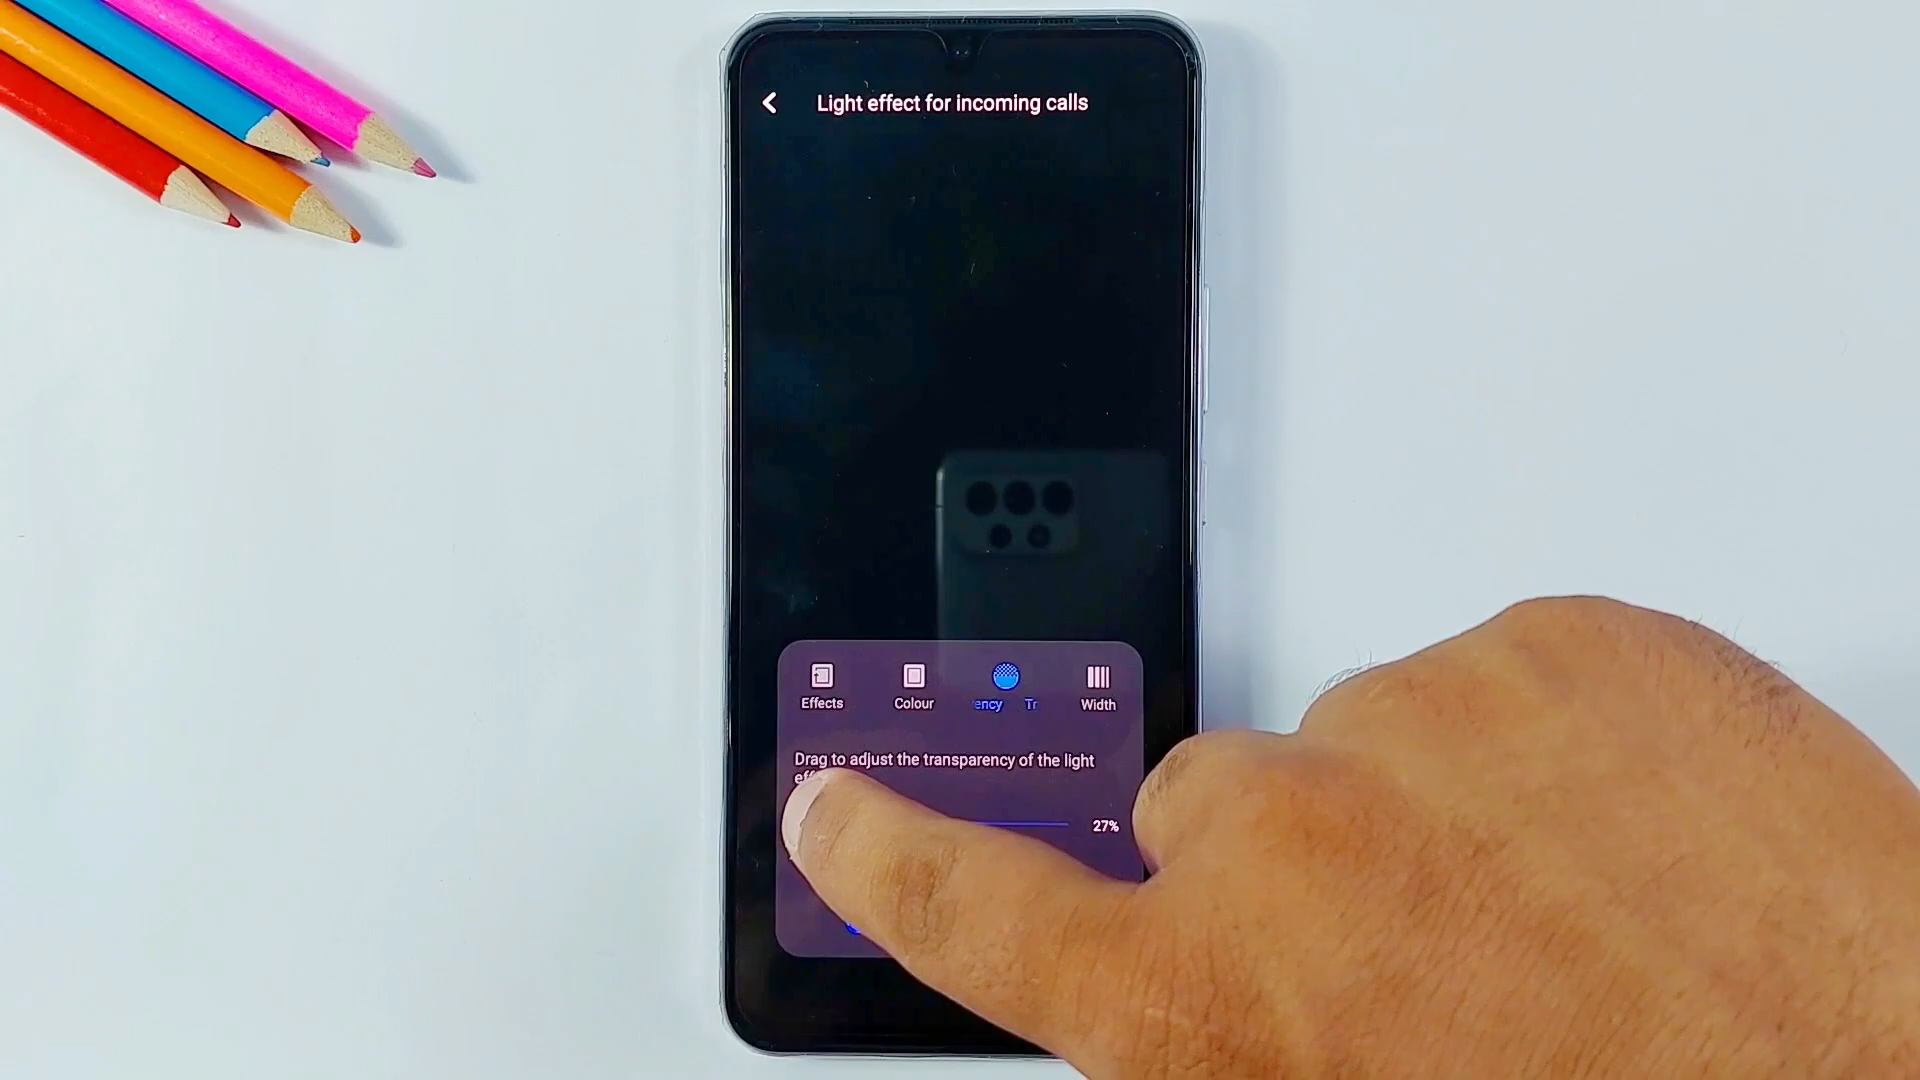 Light effect for incoming calls
Effects
Colour
ency Tr
Width
Drag to adjust the transparency of the light
27%